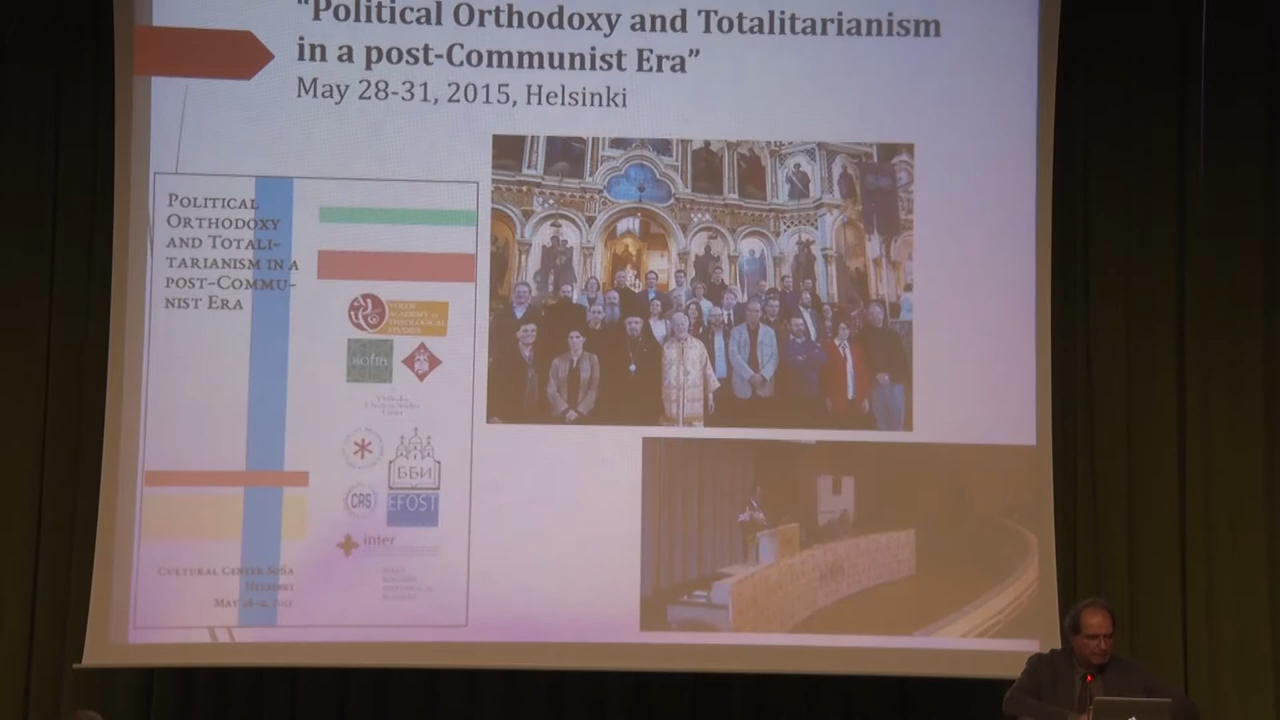 "Political Orthodoxy and Totalitarianism
in a post-Communist Era"
May 28-31, 2015, Helsinki
POLITICAL
ORTHODOXY
AND TOTALI-
TARIANISM IN A
POST-COMMU-
NIST ERA
VOLOS
ACADEMY
THEOLOGICAL
STUDIES
SOFIA
ББИ
CRS
EFOST
inter
CULTURAL CENTER SOFIA
HELSINKI
MAY